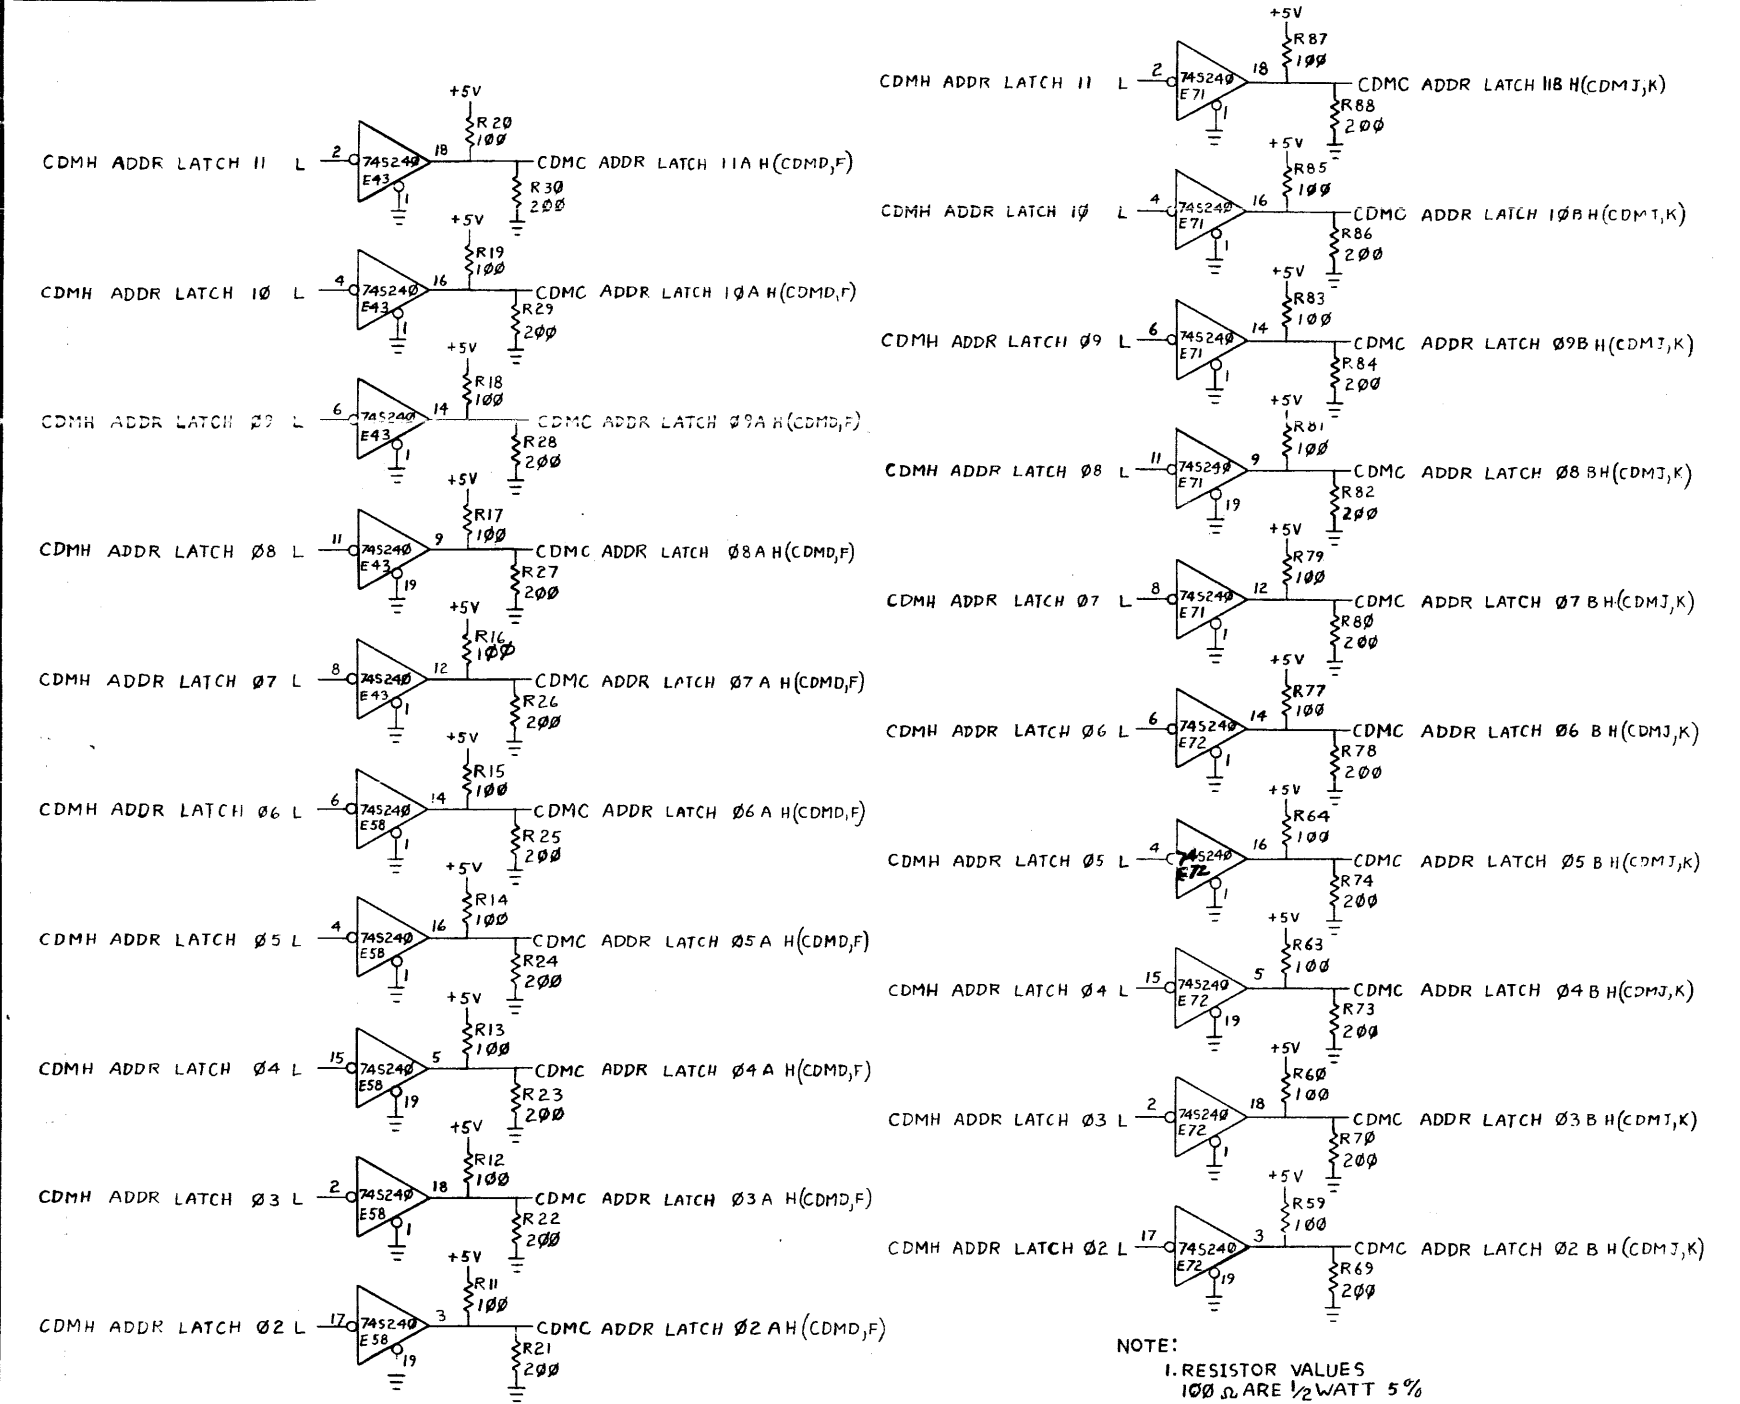 +5V
R20
100
CDMH ADDR LATCH 11 L
2
74S240
E43
1
18
CDMC ADDR LATCH 11A H(CDMD,F)
R30
200
+5V
R19
100
CDMH ADDR LATCH 10 L
4
74S240
E43
1
16
CDMC ADDR LATCH 10A H(CDMD,F)
R29
200
+5V
R18
100
CDMH ADDR LATCH 09 L
6
74S240
E43
1
14
CDMC ADDR LATCH 09A H(CDMD,F)
R28
200
+5V
R17
100
CDMH ADDR LATCH 08 L
11
74S240
E43
19
9
CDMC ADDR LATCH 08A H(CDMD,F)
R27
200
+5V
R16
100
CDMH ADDR LATCH 07 L
8
74S240
E43
1
12
CDMC ADDR LATCH 07A H(CDMD,F)
R26
200
+5V
R15
100
CDMH ADDR LATCH 06 L
6
74S240
E58
1
14
CDMC ADDR LATCH 06A H(CDMD,F)
R25
200
+5V
R14
100
CDMH ADDR LATCH 05 L
4
74S240
E58
1
16
CDMC ADDR LATCH 05A H(CDMD,F)
R24
200
+5V
R13
100
CDMH ADDR LATCH 04 L
15
74S240
E58
19
5
CDMC ADDR LATCH 04A H(CDMD,F)
R23
200
+5V
R12
100
CDMH ADDR LATCH 03 L
2
74S240
E58
1
18
CDMC ADDR LATCH 03A H(CDMD,F)
R22
200
+5V
R11
100
CDMH ADDR LATCH 02 L
17
74S240
E58
19
3
CDMC ADDR LATCH 02A H(CDMD,F)
R21
200
+5V
R87
100
CDMH ADDR LATCH 11 L
2
74S240
E71
1
18
CDMC ADDR LATCH 11B H(CDMJ,K)
R88
200
+5V
R85
100
CDMH ADDR LATCH 10 L
4
74S240
E71
1
16
CDMC ADDR LATCH 10B H(CDMJ,K)
R86
200
+5V
R83
100
CDMH ADDR LATCH 09 L
6
74S240
E71
1
14
CDMC ADDR LATCH 09B H(CDMJ,K)
R84
200
+5V
R81
100
CDMH ADDR LATCH 08 L
11
74S240
E71
19
9
CDMC ADDR LATCH 08B H(CDMJ,K)
R82
200
+5V
R79
100
CDMH ADDR LATCH 07 L
8
74S240
E71
1
12
CDMC ADDR LATCH 07B H(CDMJ,K)
R80
200
+5V
R77
100
CDMH ADDR LATCH 06 L
6
74S240
E72
1
14
CDMC ADDR LATCH 06 B H(CDMJ,K)
R78
200
+5V
R64
100
CDMH ADDR LATCH 05 L
4
74S240
E72
1
16
CDMC ADDR LATCH 05 B H(CDMJ,K)
R74
200
+5V
R63
100
CDMH ADDR LATCH 04 L
15
74S240
E72
19
5
CDMC ADDR LATCH 04 B H(CDMJ,K)
R73
200
+5V
R60
100
CDMH ADDR LATCH 03 L
2
74S240
E72
1
18
CDMC ADDR LATCH 03 B H(CDMJ,K)
R70
200
+5V
R59
100
CDMH ADDR LATCH 02 L
17
74S240
E72
19
3
CDMC ADDR LATCH 02 B H(CDMJ,K)
R69
200
NOTE:
1. RESISTOR VALUES
100 Ω ARE 1/2 WATT 5%